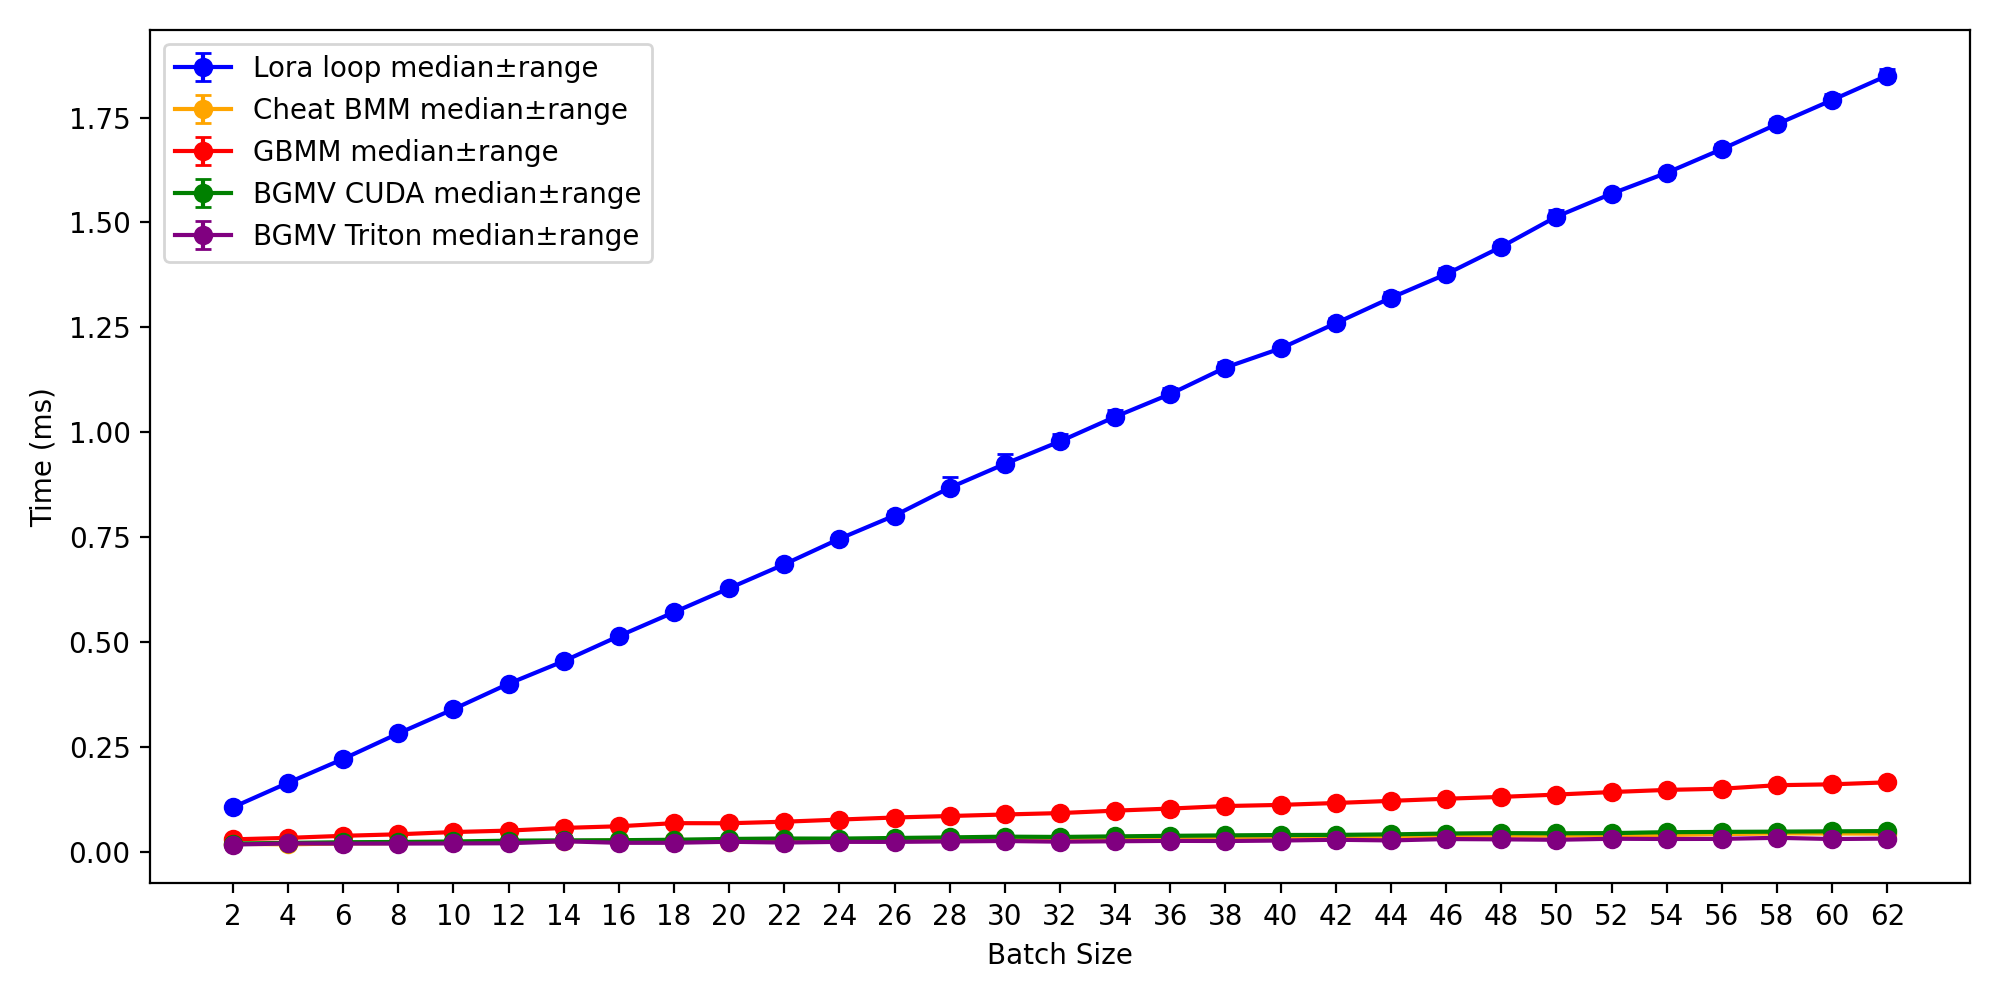 Lora loop median±range
Cheat BMM median±range
GBMM median±range
BGMV CUDA median±range
BGMV Triton median±range
Time (ms)
1.75
1.50
1.25
1.00
0.75
0.50
0.25
0.00
2 4 6 8 10 12 14 16 18 20 22 24 26 28 30 32 34 36 38 40 42 44 46 48 50 52 54 56 58 60 62
Batch Size